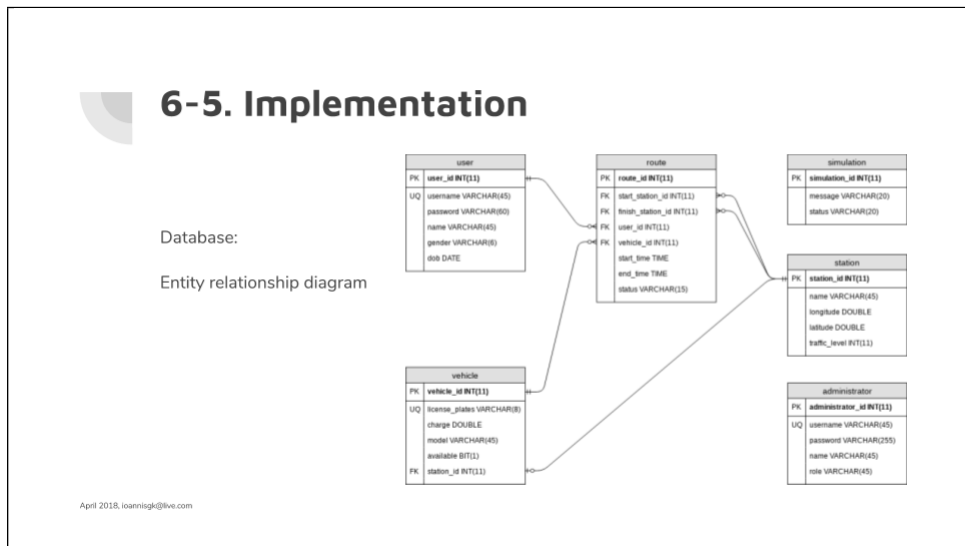 6-5. Implementation
Database:
Entity relationship diagram
user
PK user_id INT(11)
UQ username VARCHAR(45)
password VARCHAR(60)
name VARCHAR(45)
gender VARCHAR(6)
dob DATE
route
PK route_id INT(11)
FK start_station_id INT(11)
FK finish_station_id INT(11)
FK user_id INT(11)
FK vehicle_id INT(11)
start_time TIME
end_time TIME
status VARCHAR(15)
simulation
PK simulation_id INT(11)
message VARCHAR(20)
status VARCHAR(20)
station
PK station_id INT(11)
name VARCHAR(45)
longitude DOUBLE
latitude DOUBLE
traffic_level INT(11)
vehicle
PK vehicle_id INT(11)
UQ license_plates VARCHAR(8)
charge DOUBLE
model VARCHAR(45)
available BIT(1)
FK station_id INT(11)
administrator
PK administrator_id INT(11)
UQ username VARCHAR(45)
password VARCHAR(255)
name VARCHAR(45)
role VARCHAR(45)
April 2018, ioannisgk@live.com